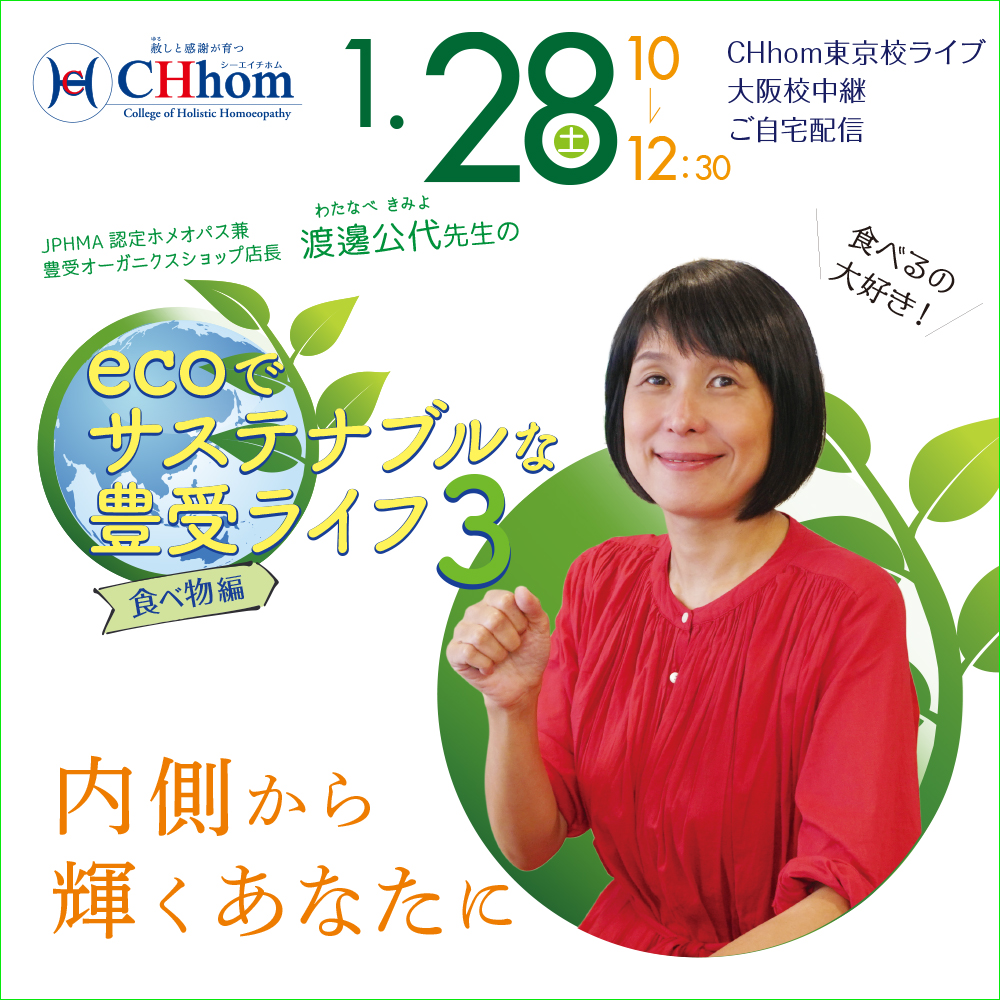 ゆる
赦しと感謝が育つ
シーエイチホム
CHhom
College of Holistic Homoeopathy
1.28
土
10
12:30
CHhom東京校ライブ
大阪校中継
ご自宅配信
JPHMA 認定ホメオパス兼
豊受オーガニクスショップ店長
わたなべ きみよ
渡邊公代先生の
食べるの
大好き!
ecoで
サステナブルな
豊受ライフ3
食べ物編
内側から
輝くあなたに